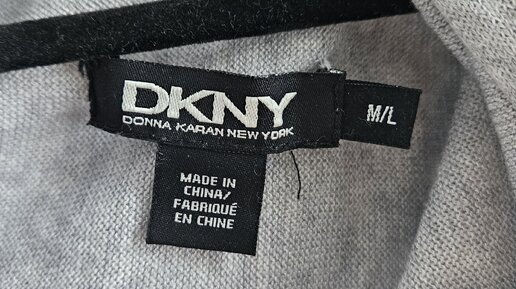 DKNY
DONNA KARAN NEW YORK
M/L
MADE IN
CHINA/
FABRIQUÉ
EN CHINE